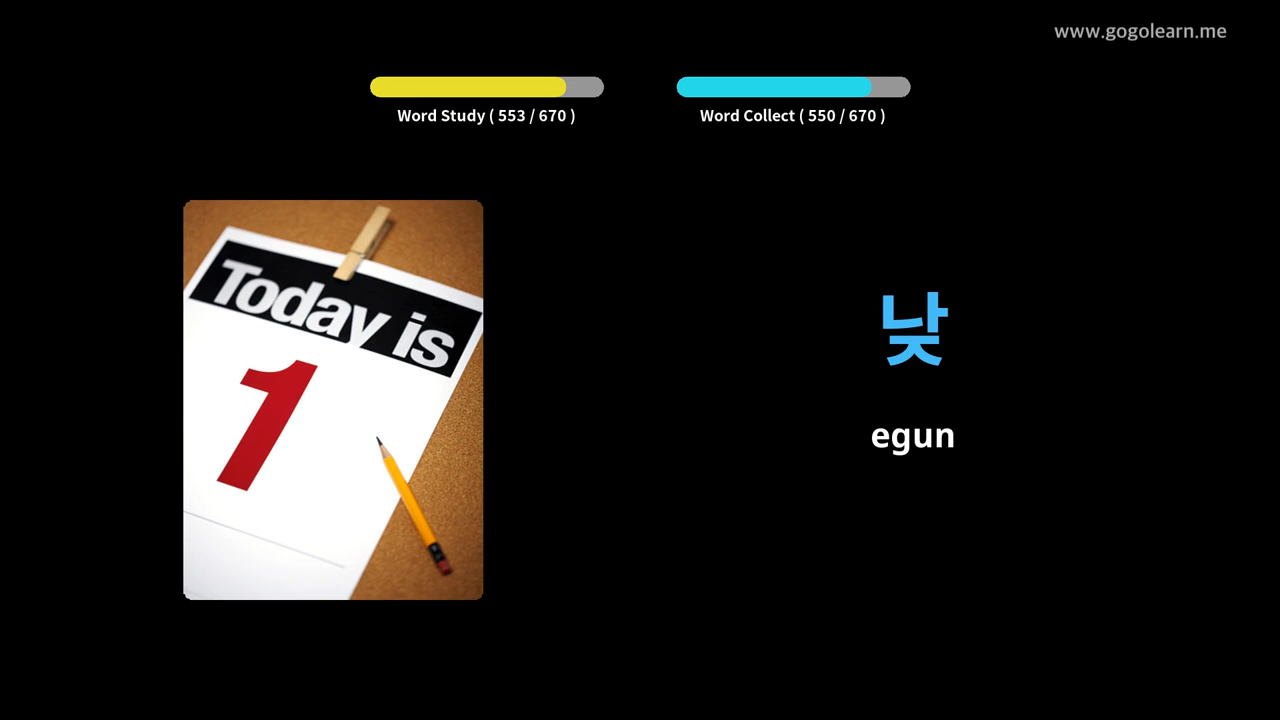 www.gogolearn.me
Word Study ( 553 / 670 )
Word Collect ( 550 / 670 )
Today is
1
낮
egun